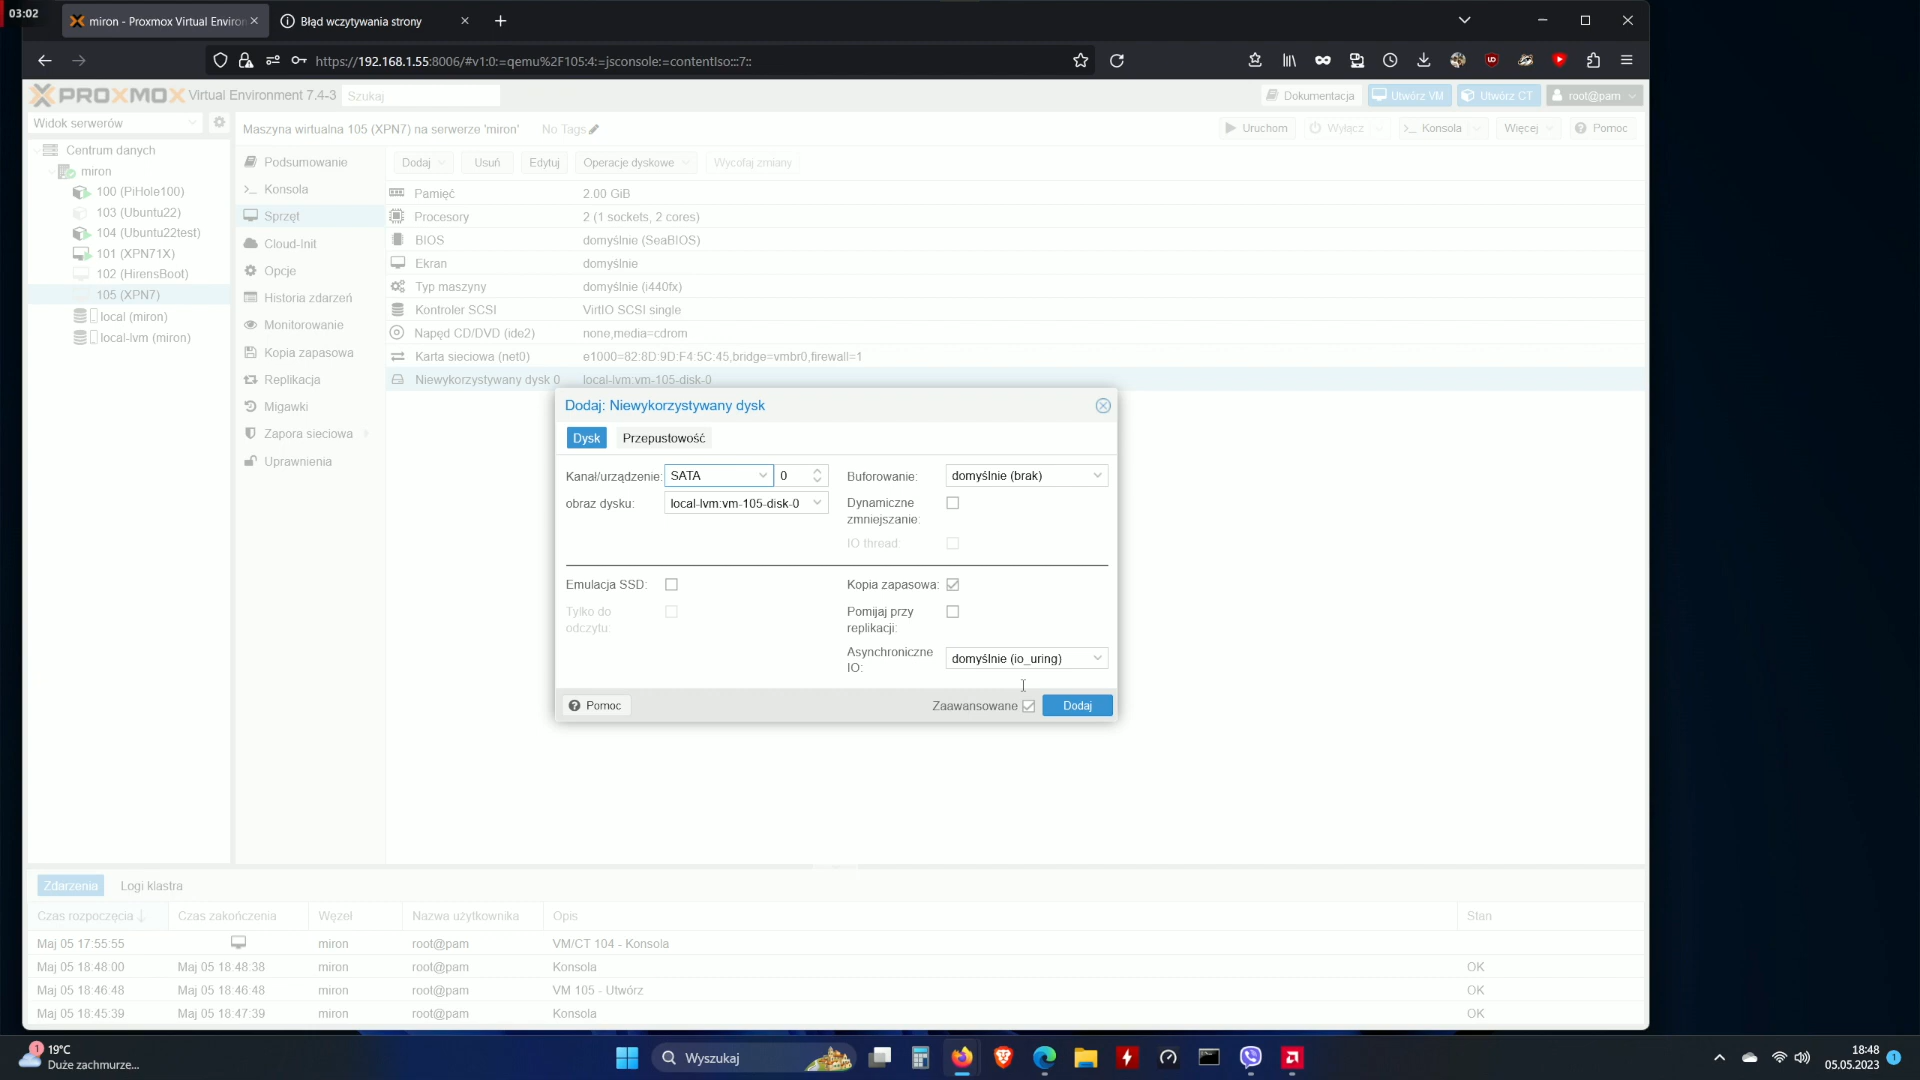 03:02
miron - Proxmox Virtual Environ
Błąd wczytywania strony
https://192.168.1.55:8006/#v1:0:=qemu%2F105:4:=jsconsole:=contentIso:::7::
PROXMOX Virtual Environment 7.4-3
Szukaj
Dokumentacja
Utwórz VM
Utwórz CT
root@pam
Widok serwerów
Maszyna wirtualna 105 (XPN7) na serwerze 'miron'
No Tags
Uruchom
Wyłącz
>_ Konsola
Więcej
Pomoc
Centrum danych
miron
100 (PiHole100)
103 (Ubuntu22)
104 (Ubuntu22test)
101 (XPN71X)
102 (HirensBoot)
105 (XPN7)
local (miron)
local-lvm (miron)
Podsumowanie
>_ Konsola
Sprzęt
Cloud-Init
Opcje
Historia zdarzeń
Monitorowanie
Kopia zapasowa
Replikacja
Migawki
Zapora sieciowa
Uprawnienia
Dodaj
Usuń
Edytuj
Operacje dyskowe
Wycofaj zmiany
Pamięć 2.00 GiB
Procesory 2 (1 sockets, 2 cores)
BIOS domyślnie (SeaBIOS)
Ekran domyślnie
Typ maszyny domyślnie (i440fx)
Kontroler SCSI VirtIO SCSI single
Napęd CD/DVD (ide2) none,media=cdrom
Karta sieciowa (net0) e1000=82:8D:9D:F4:5C:45,bridge=vmbr0,firewall=1
Niewykorzystywany dysk 0 local-lvm:vm-105-disk-0
Dodaj: Niewykorzystywany dysk
Dysk
Przepustowość
Kanał/urządzenie: SATA 0
obraz dysku: local-lvm:vm-105-disk-0
Buforowanie: domyślnie (brak)
Dynamiczne
zmniejszanie:
IO thread:
Emulacja SSD:
Tylko do
odczytu:
Kopia zapasowa:
Pomijaj przy
replikacji:
Asynchroniczne
IO:
domyślnie (io_uring)
Pomoc
Zaawansowane
Dodaj
Zdarzenia
Logi klastra
Czas rozpoczęcia ↓ Czas zakończenia Węzeł Nazwa użytkownika Opis Stan
Maj 05 17:55:55 miron root@pam VM/CT 104 - Konsola
Maj 05 18:48:00 Maj 05 18:48:38 miron root@pam Konsola OK
Maj 05 18:46:48 Maj 05 18:46:48 miron root@pam VM 105 - Utwórz OK
Maj 05 18:45:39 Maj 05 18:47:39 miron root@pam Konsola OK
1
19°C
Duże zachmurze...
Wyszukaj
18:48
05.05.2023
1